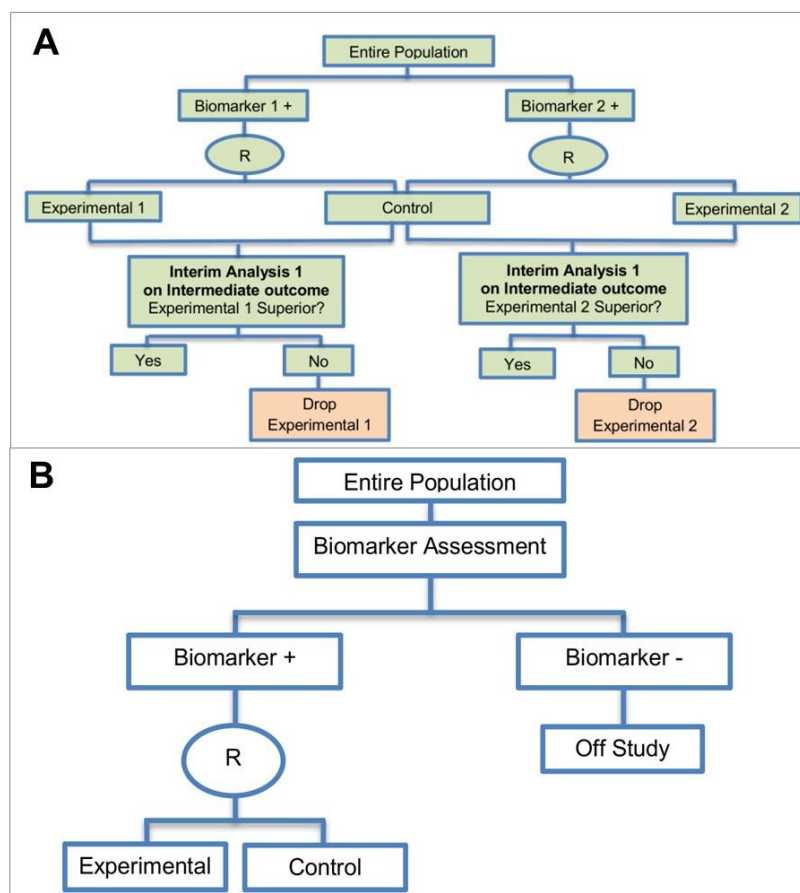 A
Entire Population
Biomarker 1 +
Biomarker 2 +
R
R
Experimental 1
Control
Experimental 2
Interim Analysis 1
on Intermediate outcome
Experimental 1 Superior?
Interim Analysis 1
on Intermediate outcome
Experimental 2 Superior?
Yes
No
Yes
No
Drop
Experimental 1
Drop
Experimental 2
B
Entire Population
Biomarker Assessment
Biomarker +
Biomarker -
R
Off Study
Experimental
Control